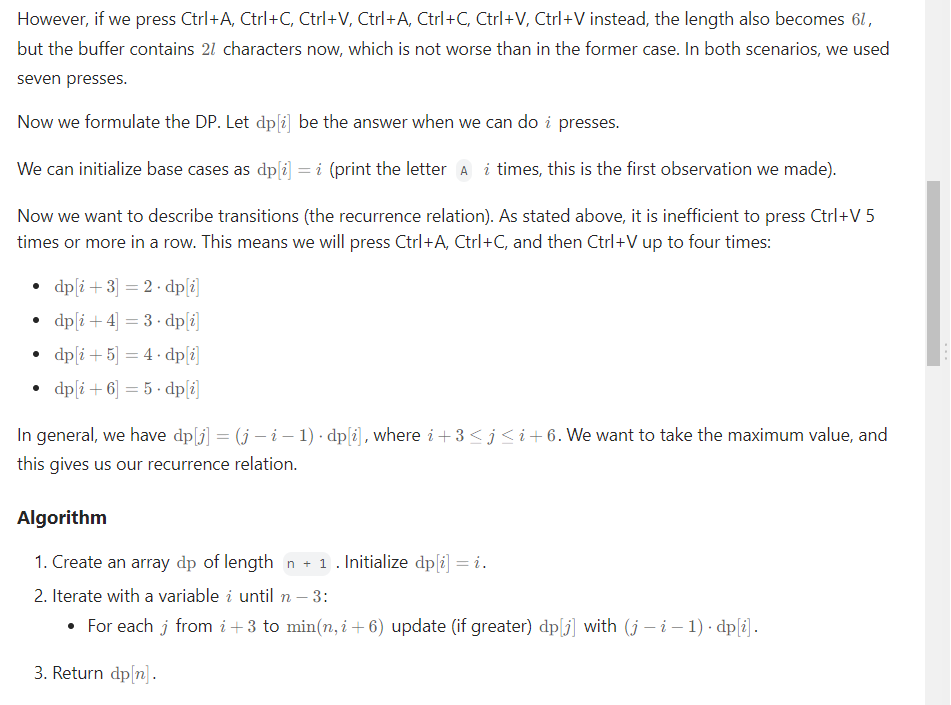 However, if we press Ctrl+A, Ctrl+C, Ctrl+V, Ctrl+A, Ctrl+C, Ctrl+V, Ctrl+V instead, the length also becomes 6l,
but the buffer contains 2l characters now, which is not worse than in the former case. In both scenarios, we used
seven presses.
Now we formulate the DP. Let dp[i] be the answer when we can do i presses.
We can initialize base cases as dp[i] = i (print the letter A i times, this is the first observation we made).
Now we want to describe transitions (the recurrence relation). As stated above, it is inefficient to press Ctrl+V 5
times or more in a row. This means we will press Ctrl+A, Ctrl+C, and then Ctrl+V up to four times:
• dp[i + 3] = 2 · dp[i]
• dp[i + 4] = 3 · dp[i]
• dp[i + 5] = 4 · dp[i]
• dp[i + 6] = 5 · dp[i]
In general, we have dp[j] = (j − i − 1) · dp[i], where i + 3 ≤ j ≤ i + 6. We want to take the maximum value, and
this gives us our recurrence relation.
Algorithm
1. Create an array dp of length n + 1 . Initialize dp[i] = i.
2. Iterate with a variable i until n − 3:
• For each j from i + 3 to min(n, i + 6) update (if greater) dp[j] with (j − i − 1) · dp[i].
3. Return dp[n].